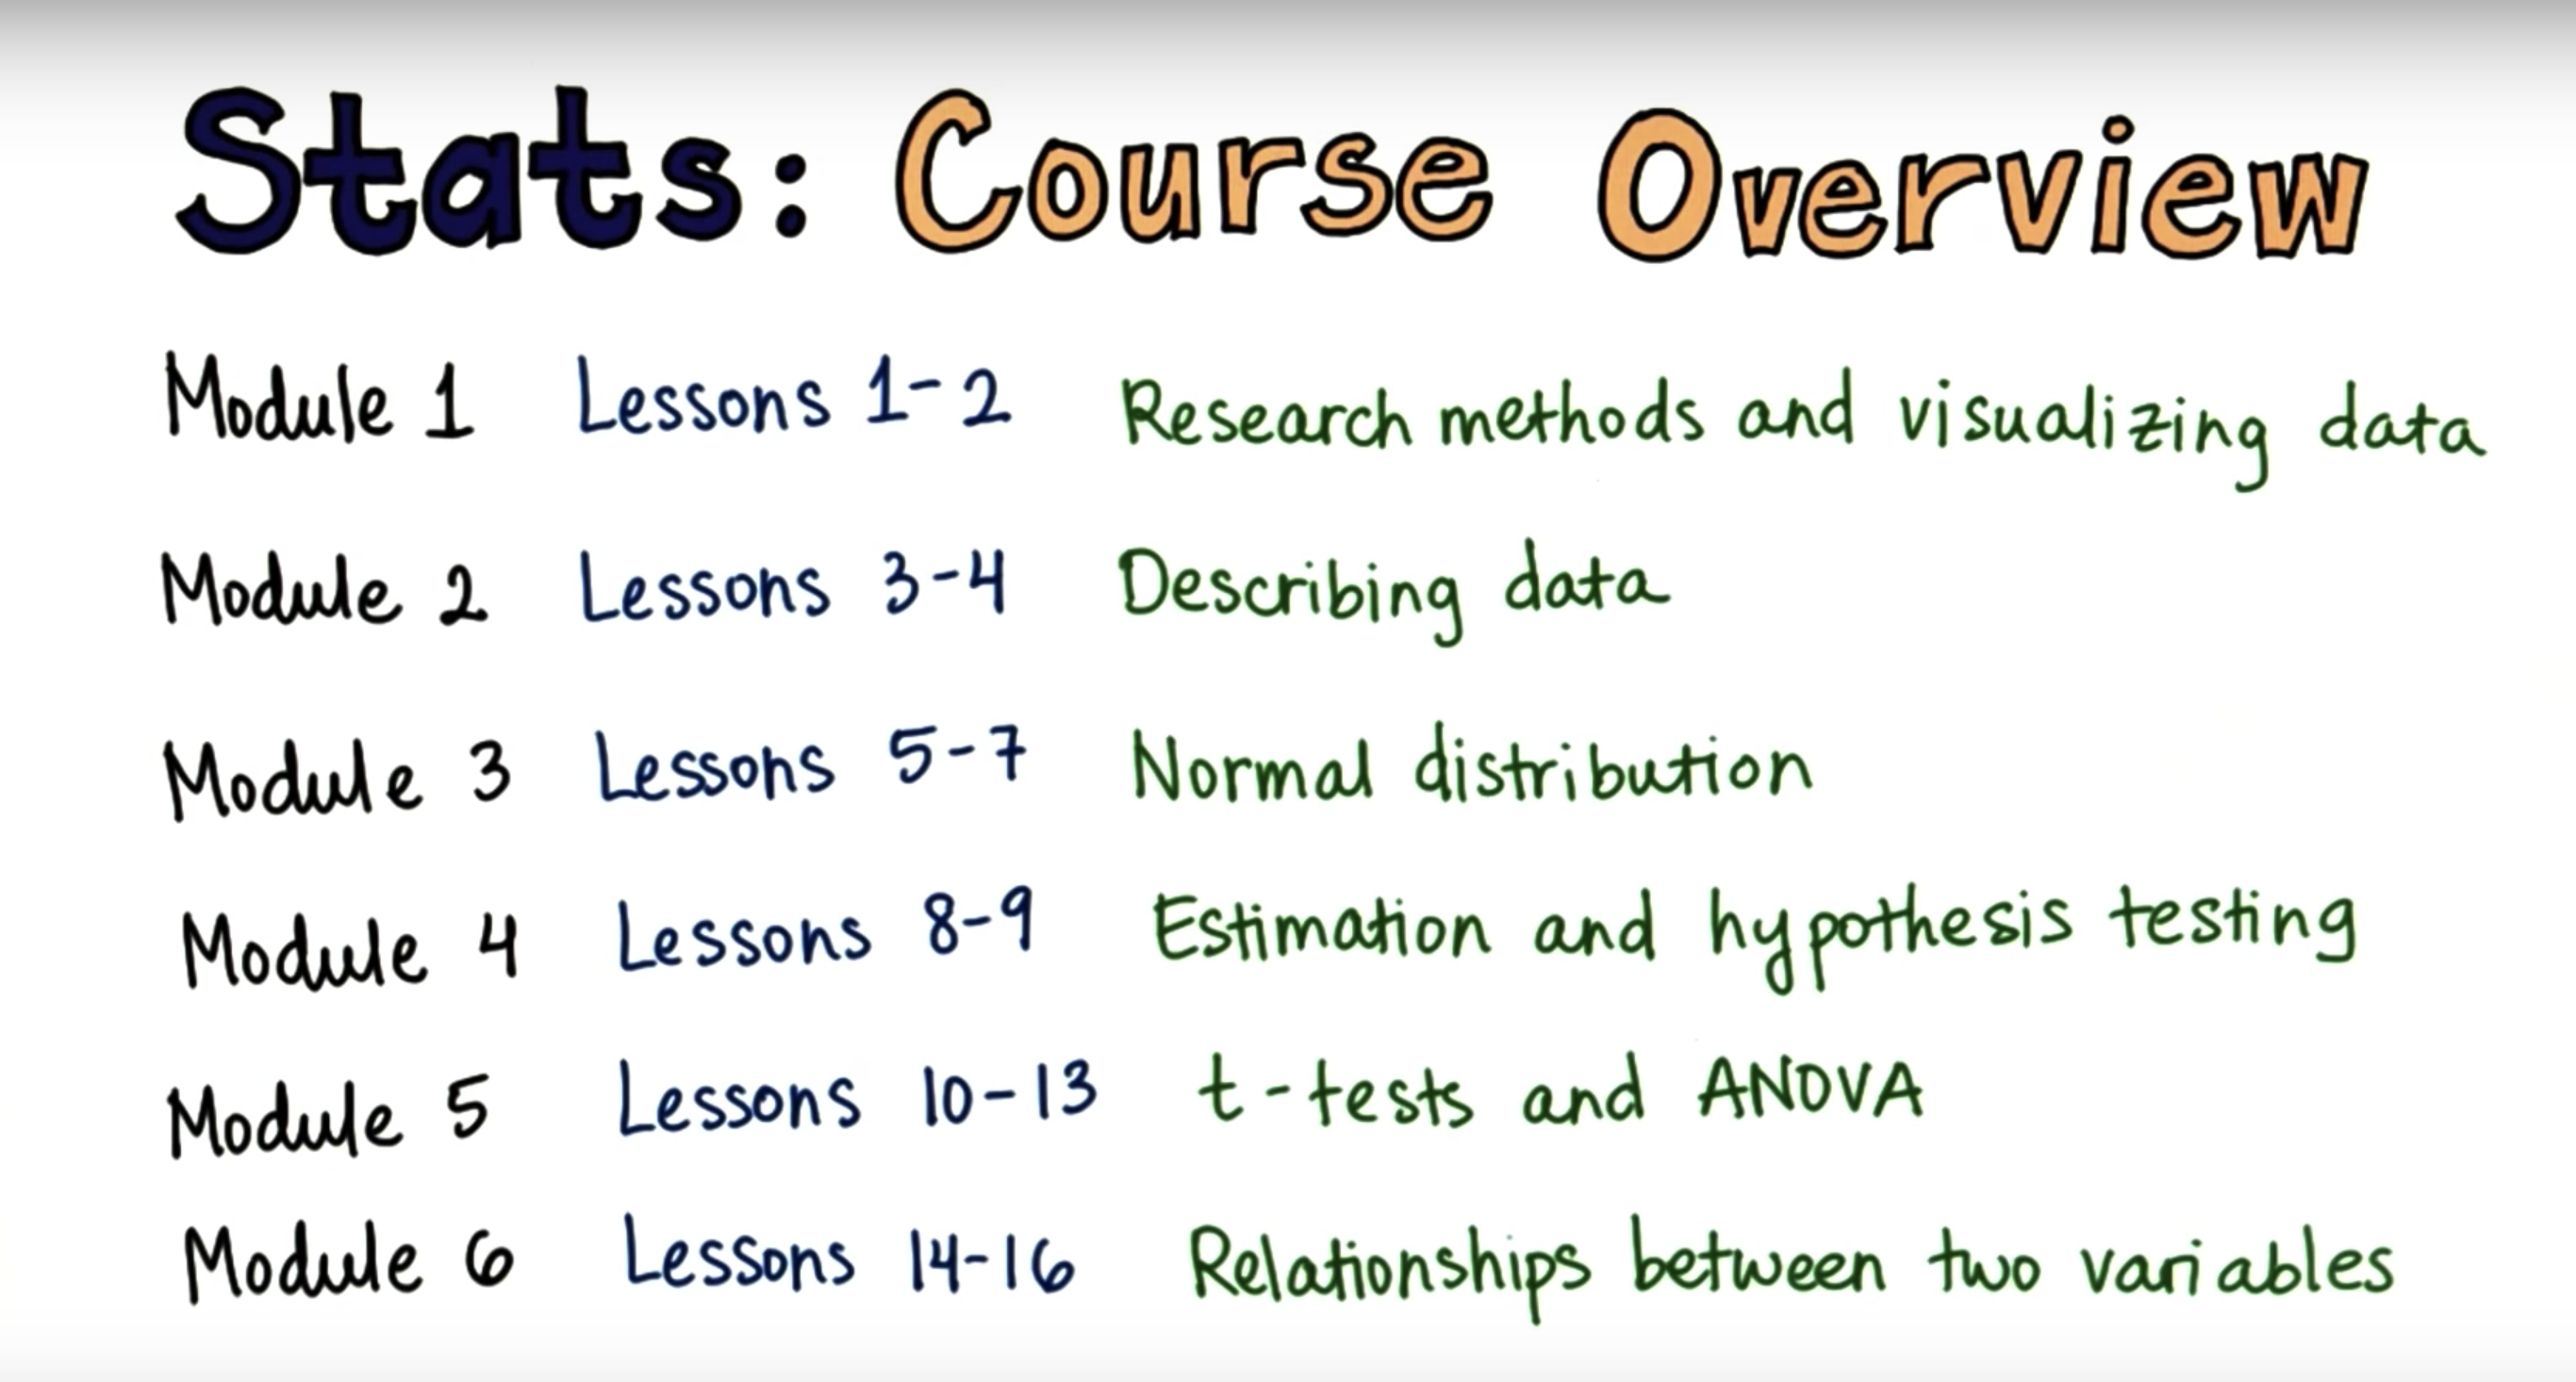 Stats: Course Overview
Module 1 Lessons 1-2 Research methods and visualizing data
Module 2 Lessons 3-4 Describing data
Module 3 Lessons 5-7 Normal distribution
Module 4 Lessons 8-9 Estimation and hypothesis testing
Module 5 Lessons 10-13 t-tests and ANOVA
Module 6 Lessons 14-16 Relationships between two variables